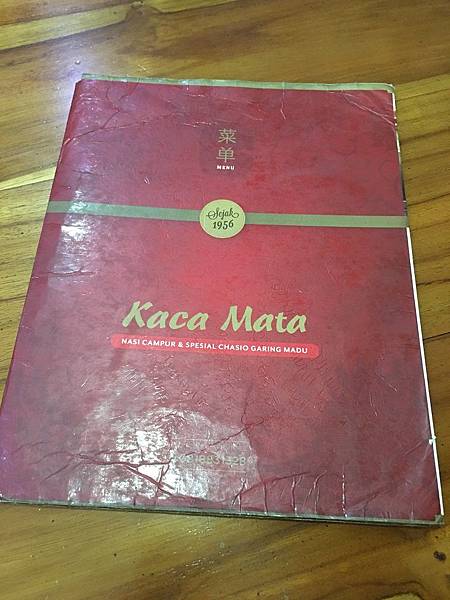 菜单
MENU
Sejak
1956
Kaca Mata
NASI CAMPUR & SPESIAL CHASIO GARING MADU